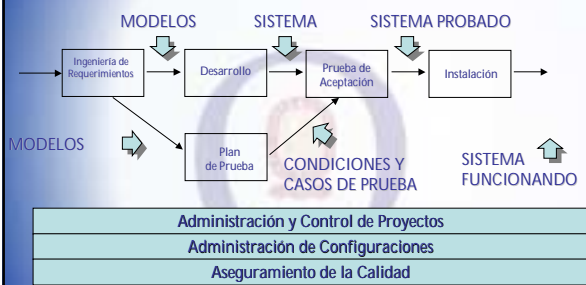 MODELOS
SISTEMA
SISTEMA PROBADO
Ingeniería de
Requerimientos
Desarrollo
Prueba de
Aceptación
Instalación
MODELOS
Plan
de Prueba
CONDICIONES Y
CASOS DE PRUEBA
SISTEMA
FUNCIONANDO
Administración y Control de Proyectos
Administración de Configuraciones
Aseguramiento de la Calidad